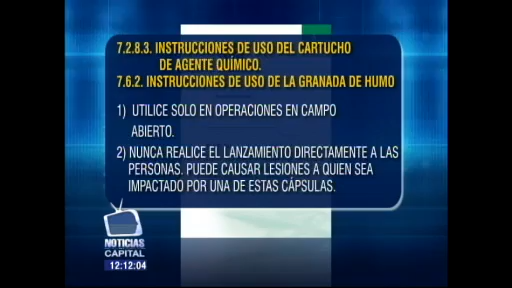 7.2.8.3. INSTRUCCIONES DE USO DEL CARTUCHO
DE AGENTE QUÍMICO.
7.6.2. INSTRUCCIONES DE USO DE LA GRANADA DE HUMO
1) UTILICE SOLO EN OPERACIONES EN CAMPO
ABIERTO.
2) NUNCA REALICE EL LANZAMIENTO DIRECTAMENTE A LAS
PERSONAS. PUEDE CAUSAR LESIONES A QUIEN SEA
IMPACTADO POR UNA DE ESTAS CÁPSULAS.
NOTICIAS
CAPITAL
12:12:04